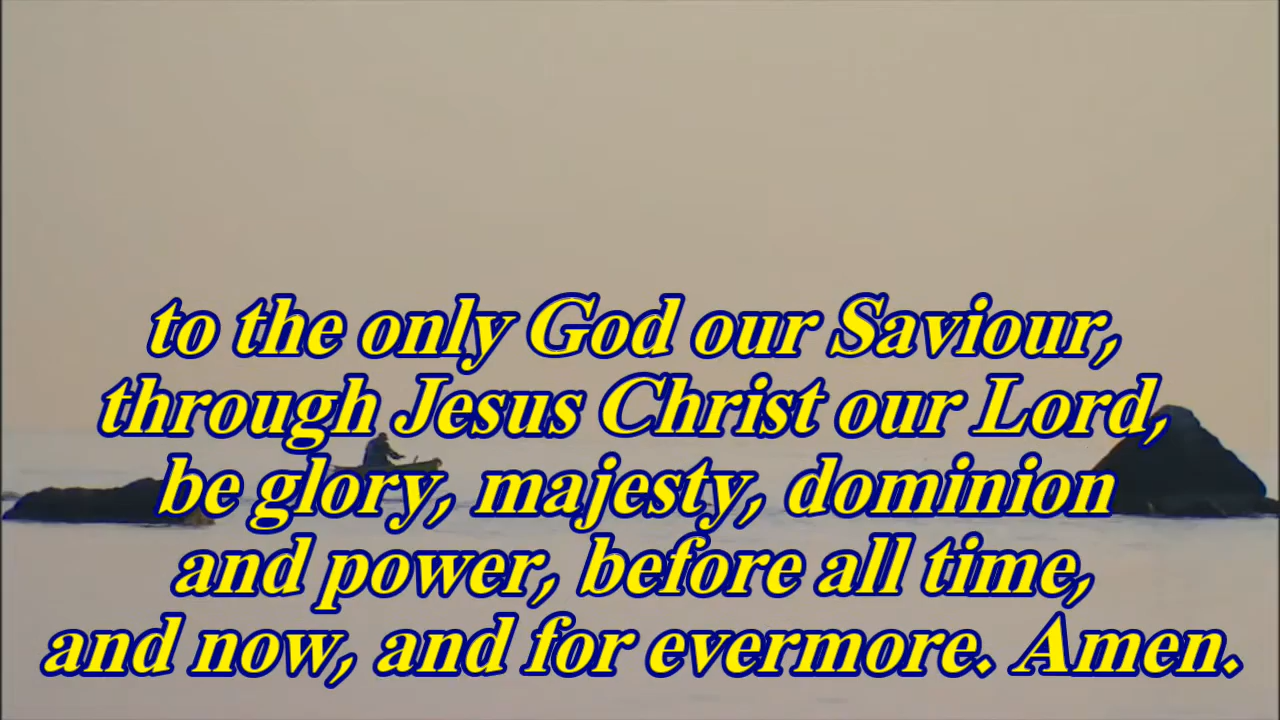 to the only God our Saviour,
through Jesus Christ our Lord,
be glory, majesty, dominion
and power, before all time,
and now, and for evermore. Amen.